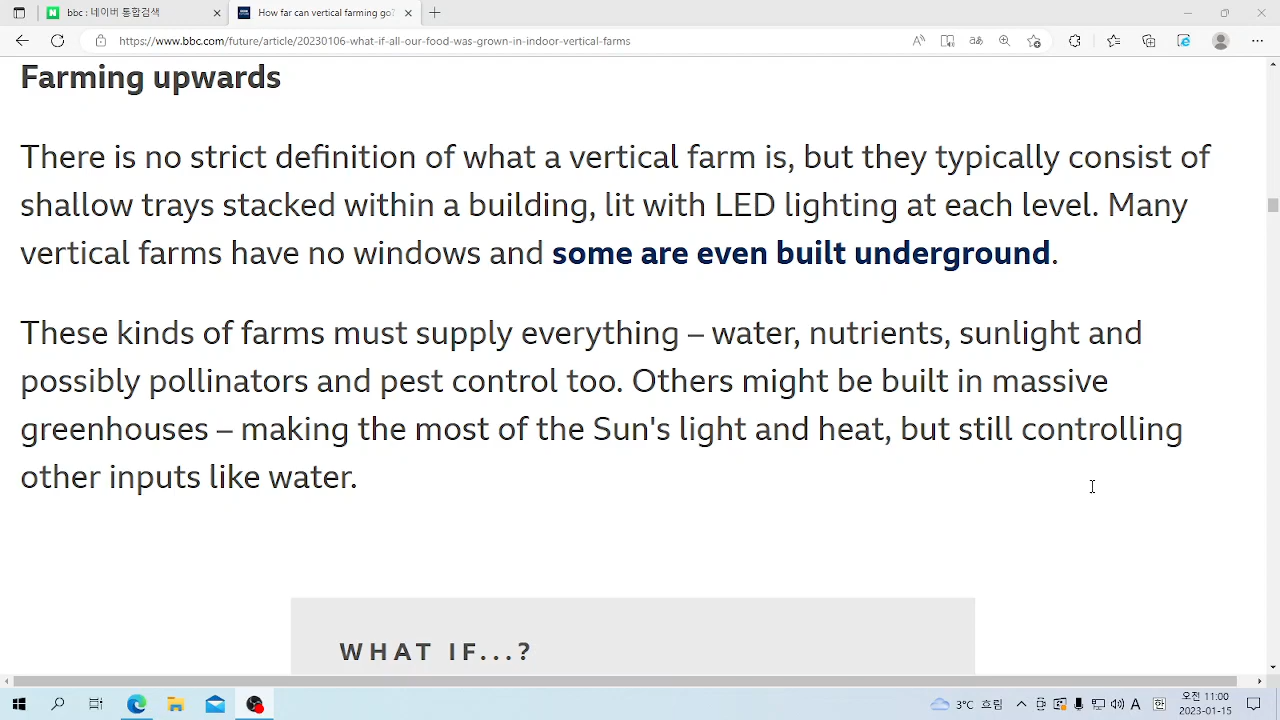 bbc : 네이버 통합검색
How far can vertical farming go?
https://www.bbc.com/future/article/20230106-what-if-all-our-food-was-grown-in-indoor-vertical-farms
Farming upwards
There is no strict definition of what a vertical farm is, but they typically consist of
shallow trays stacked within a building, lit with LED lighting at each level. Many
vertical farms have no windows and some are even built underground.
These kinds of farms must supply everything – water, nutrients, sunlight and
possibly pollinators and pest control too. Others might be built in massive
greenhouses – making the most of the Sun's light and heat, but still controlling
other inputs like water.
WHAT IF...?
3°C 흐림
A
오전 11:00
2023-01-15